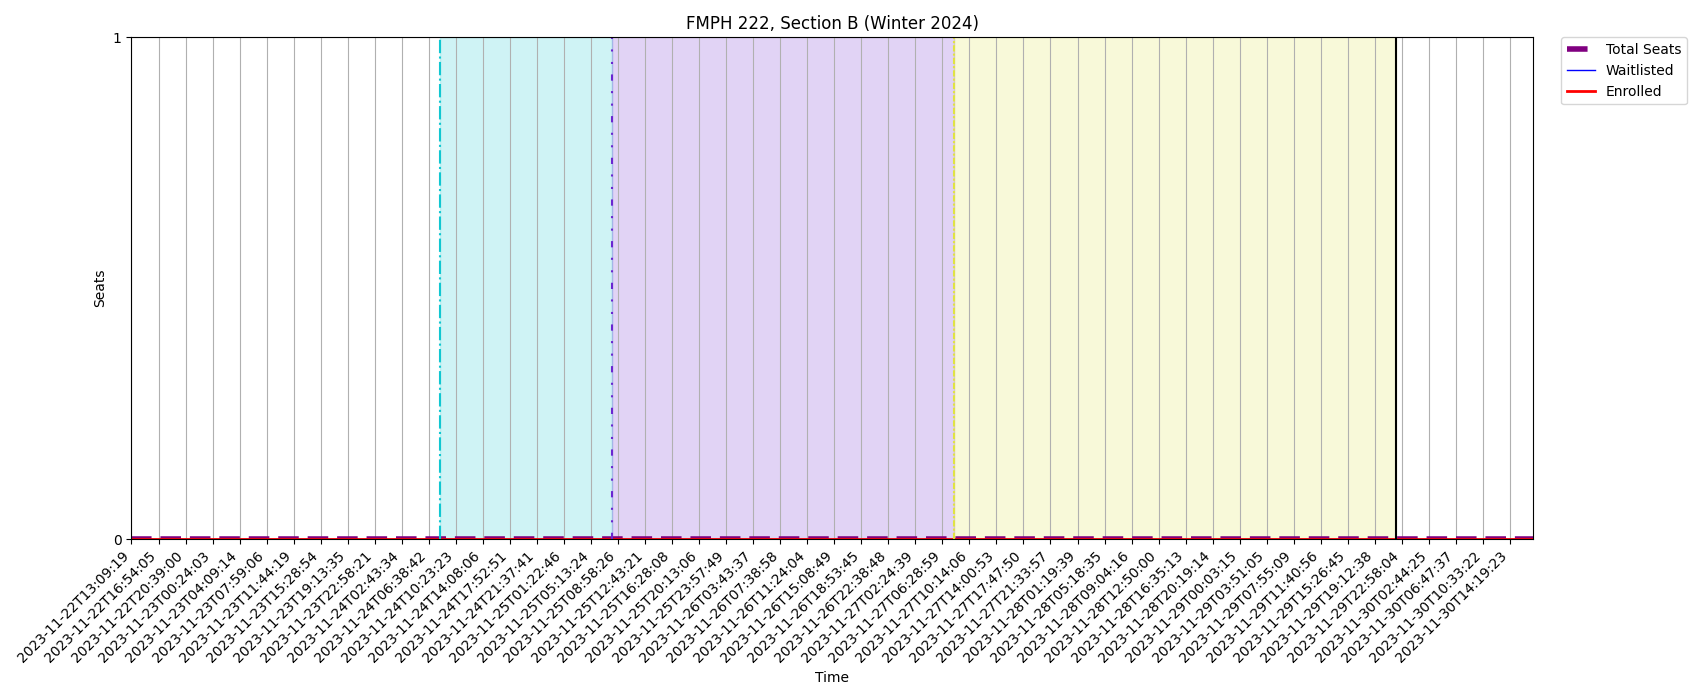 FMPH 222, Section B (Winter 2024)
Total Seats
Waitlisted
Enrolled
1
0
Seats
2023-11-22T13:09:19
2023-11-22T16:54:05
2023-11-22T20:39:00
2023-11-23T00:24:03
2023-11-23T04:09:14
2023-11-23T07:59:06
2023-11-23T11:44:19
2023-11-23T15:28:54
2023-11-23T19:13:35
2023-11-23T22:58:21
2023-11-24T02:43:34
2023-11-24T06:38:42
2023-11-24T10:23:23
2023-11-24T14:08:06
2023-11-24T17:52:51
2023-11-24T21:37:41
2023-11-25T01:22:46
2023-11-25T05:13:24
2023-11-25T08:58:26
2023-11-25T12:43:21
2023-11-25T16:28:08
2023-11-25T20:13:06
2023-11-25T23:57:49
2023-11-26T03:43:37
2023-11-26T07:38:58
2023-11-26T11:24:04
2023-11-26T15:08:49
2023-11-26T18:53:45
2023-11-26T22:38:48
2023-11-27T02:24:39
2023-11-27T06:28:59
2023-11-27T10:14:06
2023-11-27T14:00:53
2023-11-27T17:47:50
2023-11-27T21:33:57
2023-11-28T01:19:39
2023-11-28T05:18:35
2023-11-28T09:04:16
2023-11-28T12:50:00
2023-11-28T16:35:13
2023-11-28T20:19:14
2023-11-29T00:03:15
2023-11-29T03:51:05
2023-11-29T07:55:09
2023-11-29T11:40:56
2023-11-29T15:26:45
2023-11-29T19:12:38
2023-11-29T22:58:04
2023-11-30T02:44:25
2023-11-30T06:47:37
2023-11-30T10:33:22
2023-11-30T14:19:23
Time